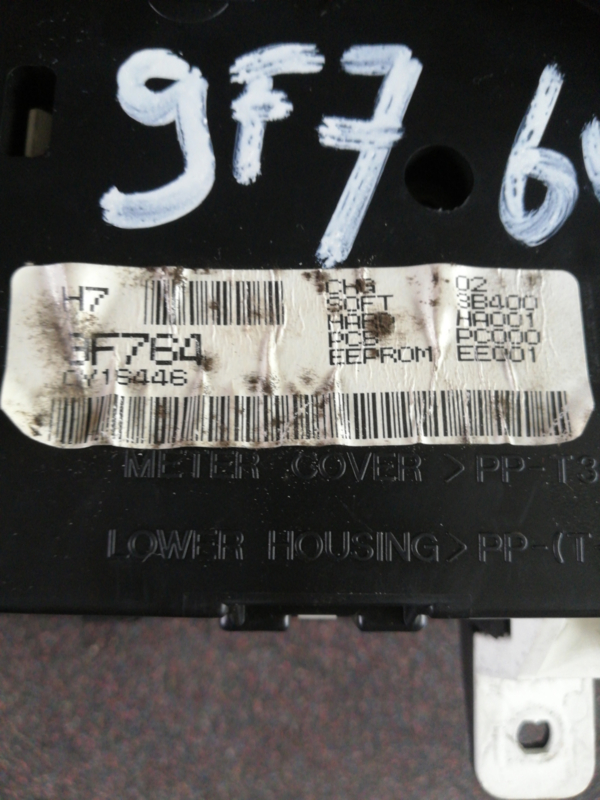 9F7 6
H7
CHG 02
SOFT 3B400
HARD HA001
9F764
PCB PC000
EEPROM EE001
CY16446
METER COVER >PP-T3
LOWER HOUSING>PP-(T-